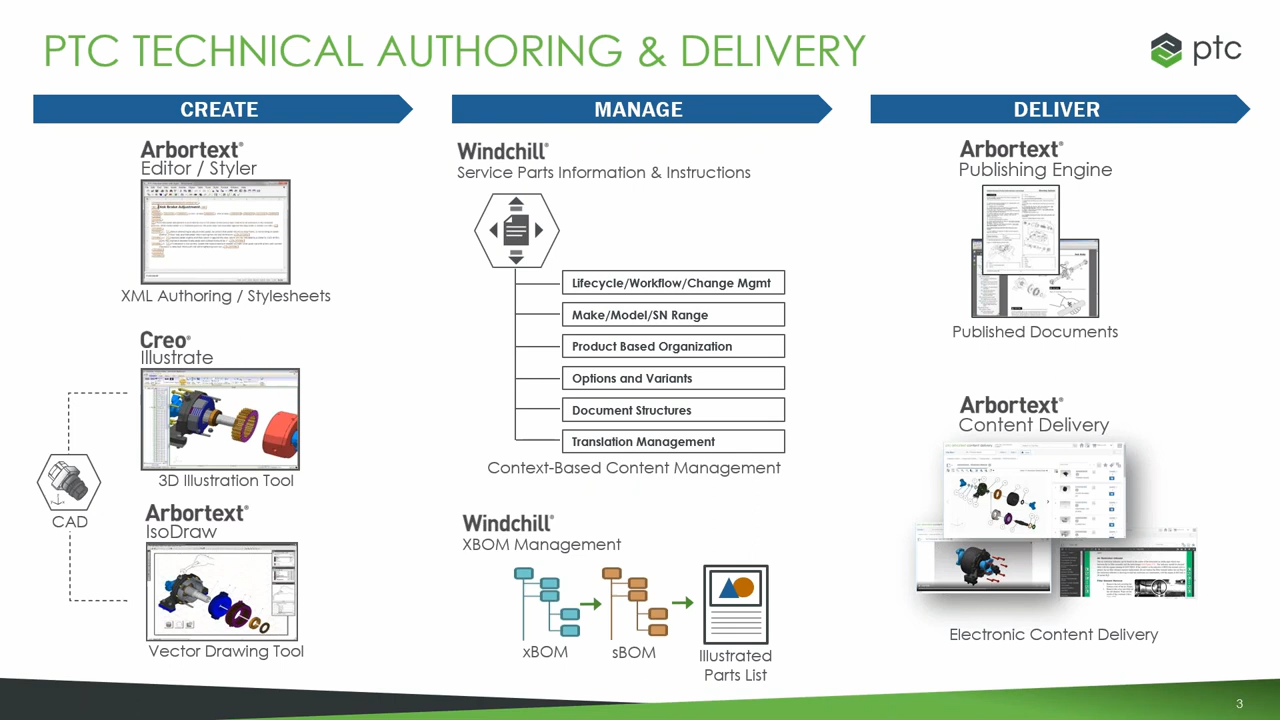 PTC TECHNICAL AUTHORING & DELIVERY
ptc
CREATE
MANAGE
DELIVER
Arbortext®
Editor / Styler
XML Authoring / Stylesheets
Creo®
Illustrate
3D Illustration Tool
CAD
Arbortext®
IsoDraw
Vector Drawing Tool
Windchill®
Service Parts Information & Instructions
Lifecycle/Workflow/Change Mgmt
Make/Model/SN Range
Product Based Organization
Options and Variants
Document Structures
Translation Management
Context-Based Content Management
Windchill®
XBOM Management
xBOM
sBOM
Illustrated
Parts List
Arbortext®
Publishing Engine
Published Documents
Arbortext®
Content Delivery
Electronic Content Delivery
3